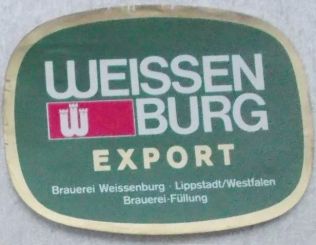 WEISSEN
BURG
EXPORT
Brauerei Weissenburg · Lippstadt/Westfalen
Brauerei-Füllung